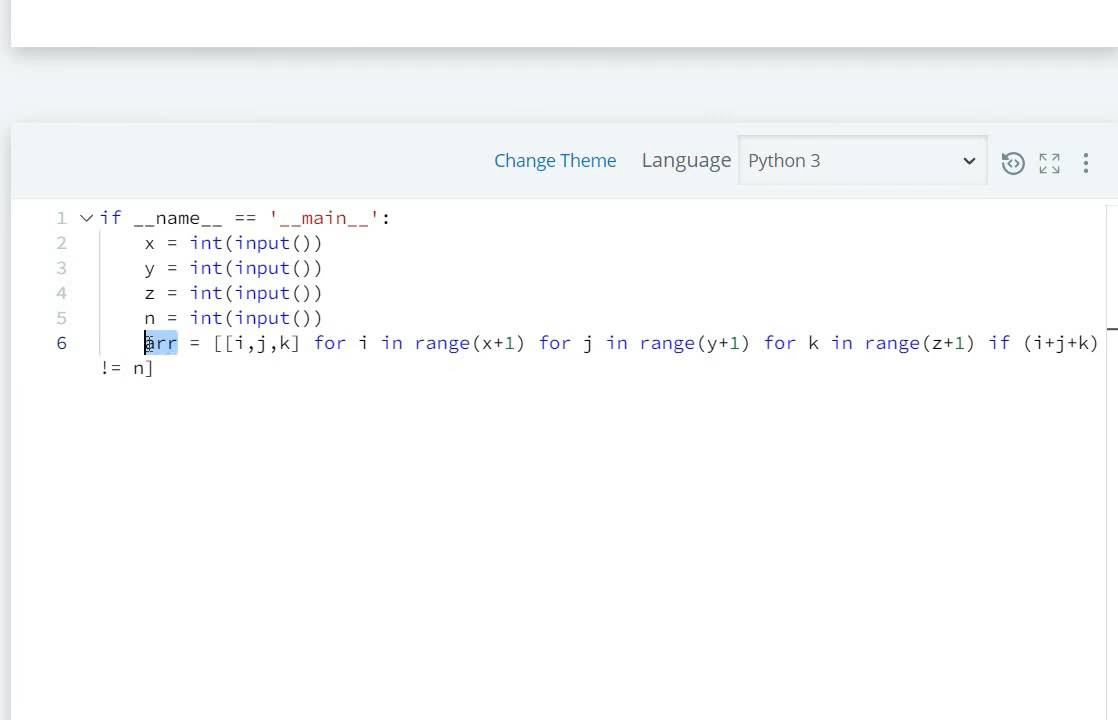 Change Theme Language Python 3
1 if __name__ == '__main__':
2 x = int(input())
3 y = int(input())
4 z = int(input())
5 n = int(input())
6 arr = [[i,j,k] for i in range(x+1) for j in range(y+1) for k in range(z+1) if (i+j+k)
!= n]